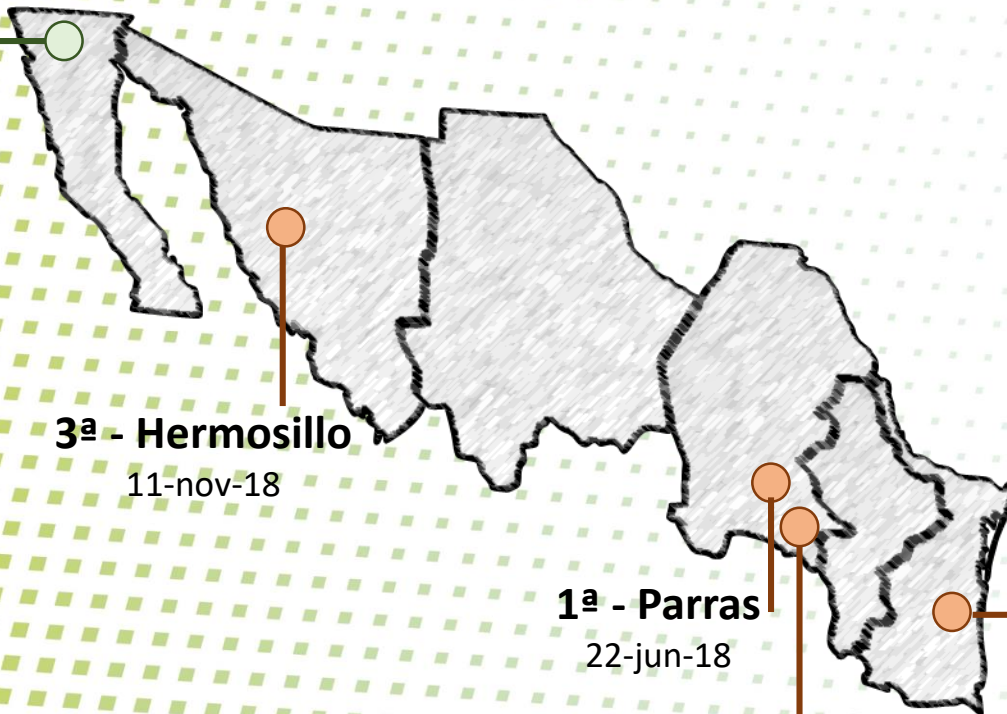 3ª - Hermosillo
11-nov-18
1ª - Parras
22-jun-18